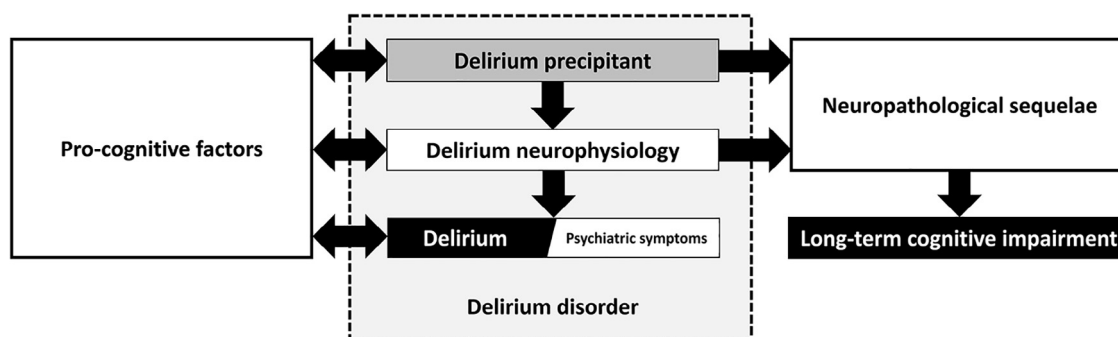 Pro-cognitive factors
Delirium precipitant
Delirium neurophysiology
Delirium
Psychiatric symptoms
Delirium disorder
Neuropathological sequelae
Long-term cognitive impairment